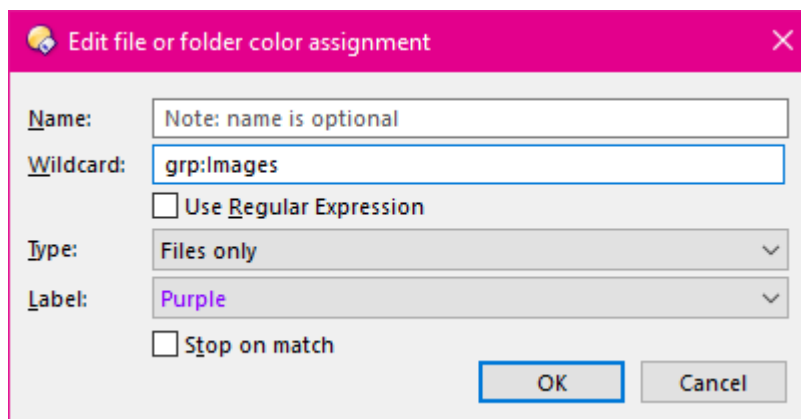 Edit file or folder color assignment
Name: Note: name is optional
Wildcard: grp:Images
Use Regular Expression
Type: Files only
Label: Purple
Stop on match
OK Cancel